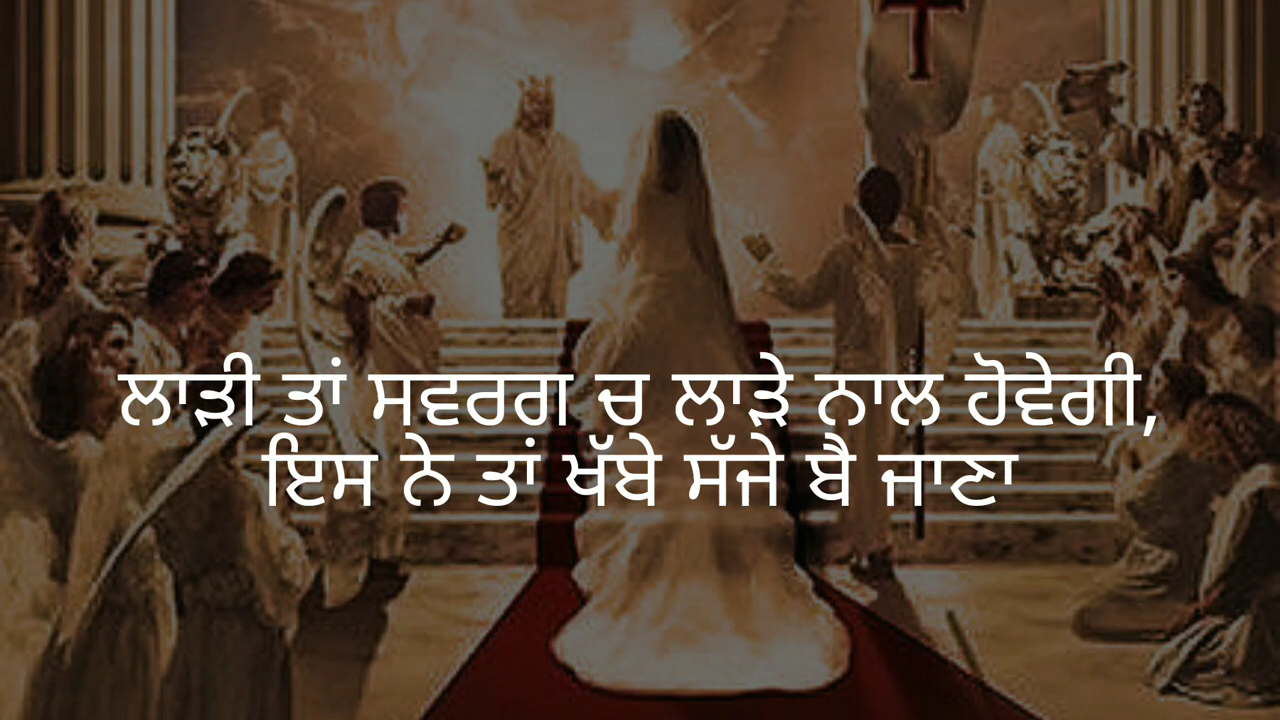 ਲਾੜੀ ਤਾਂ ਸਵਰਗ ਚ ਲਾੜੇ ਨਾਲ ਹੋਵੇਗੀ,
ਇਸ ਨੇ ਤਾਂ ਖੱਬੇ ਸੱਜੇ ਬੈ ਜਾਣਾ